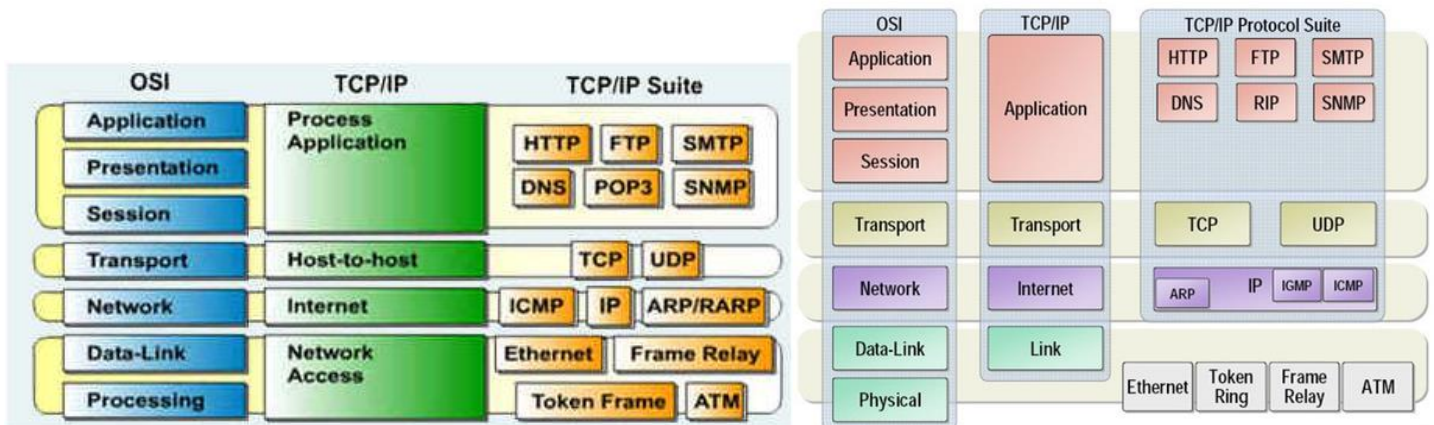 OSI TCP/IP TCP/IP Suite
Application Process Application
HTTP FTP SMTP
Presentation
DNS POP3 SNMP
Session
Transport Host-to-host TCP UDP
Network Internet ICMP IP ARP/RARP
Data-Link Network Access Ethernet Frame Relay
Processing Token Frame ATM
OSI TCP/IP TCP/IP Protocol Suite
Application HTTP FTP SMTP
Presentation Application DNS RIP SNMP
Session
Transport Transport TCP UDP
Network Internet ARP IP IGMP ICMP
Data-Link Link
Ethernet Token Ring Frame Relay ATM
Physical